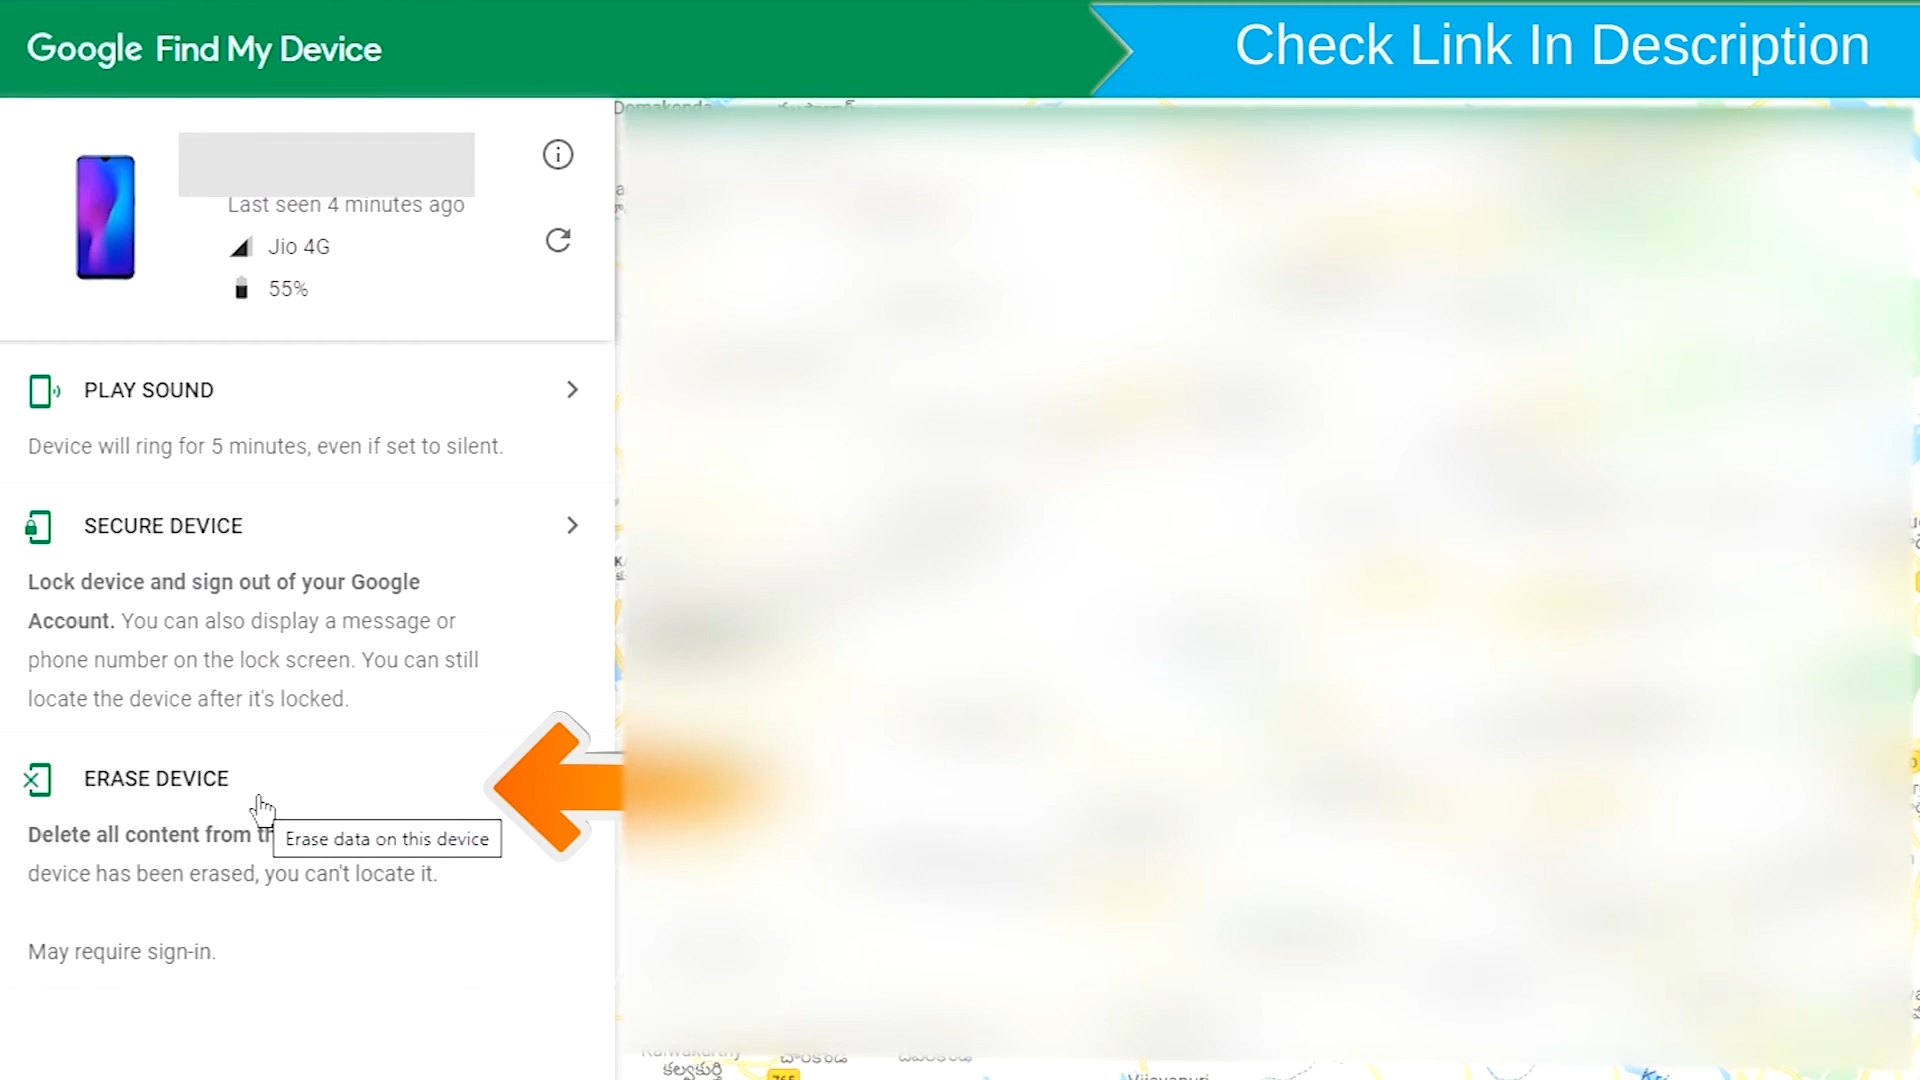 Google Find My Device
Check Link In Description
Domakonda
Last seen 4 minutes ago
Jio 4G
55%
PLAY SOUND
Device will ring for 5 minutes, even if set to silent.
SECURE DEVICE
Lock device and sign out of your Google
Account. You can also display a message or
phone number on the lock screen. You can still
locate the device after it's locked.
ERASE DEVICE
Delete all content from
Erase data on this device
device has been erased, you can't locate it.
May require sign-in.
కల్వకుర్తి
765